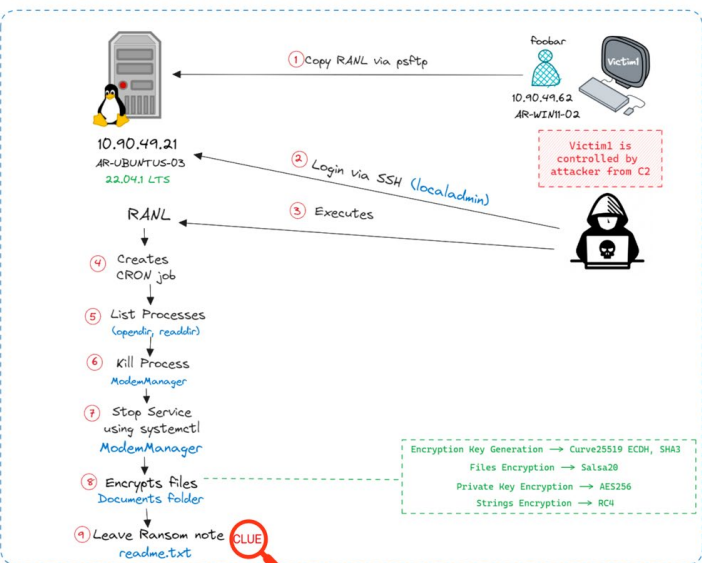 ① Copy RANL via psftp
foobar
Victim1
10.90.49.62
AR-WIN11-02
10.90.49.21
AR-UBUNTUS-03
22.04.1 LTS
② Login via SSH (localadmin)
Victim1 is
controlled by
attacker from C2
③ Executes
RANL
④ Creates
CRON job
⑤ List Processes
(opendir, readdir)
⑥ Kill Process
ModemManager
⑦ Stop Service
using systemctl
ModemManager
⑧ Encrypts files
Documents folder
Encryption Key Generation → Curve25519 ECDH, SHA3
Files Encryption → Salsa20
Private Key Encryption → AES256
Strings Encryption → RC4
⑨ Leave Ransom note
readme.txt
CLUE